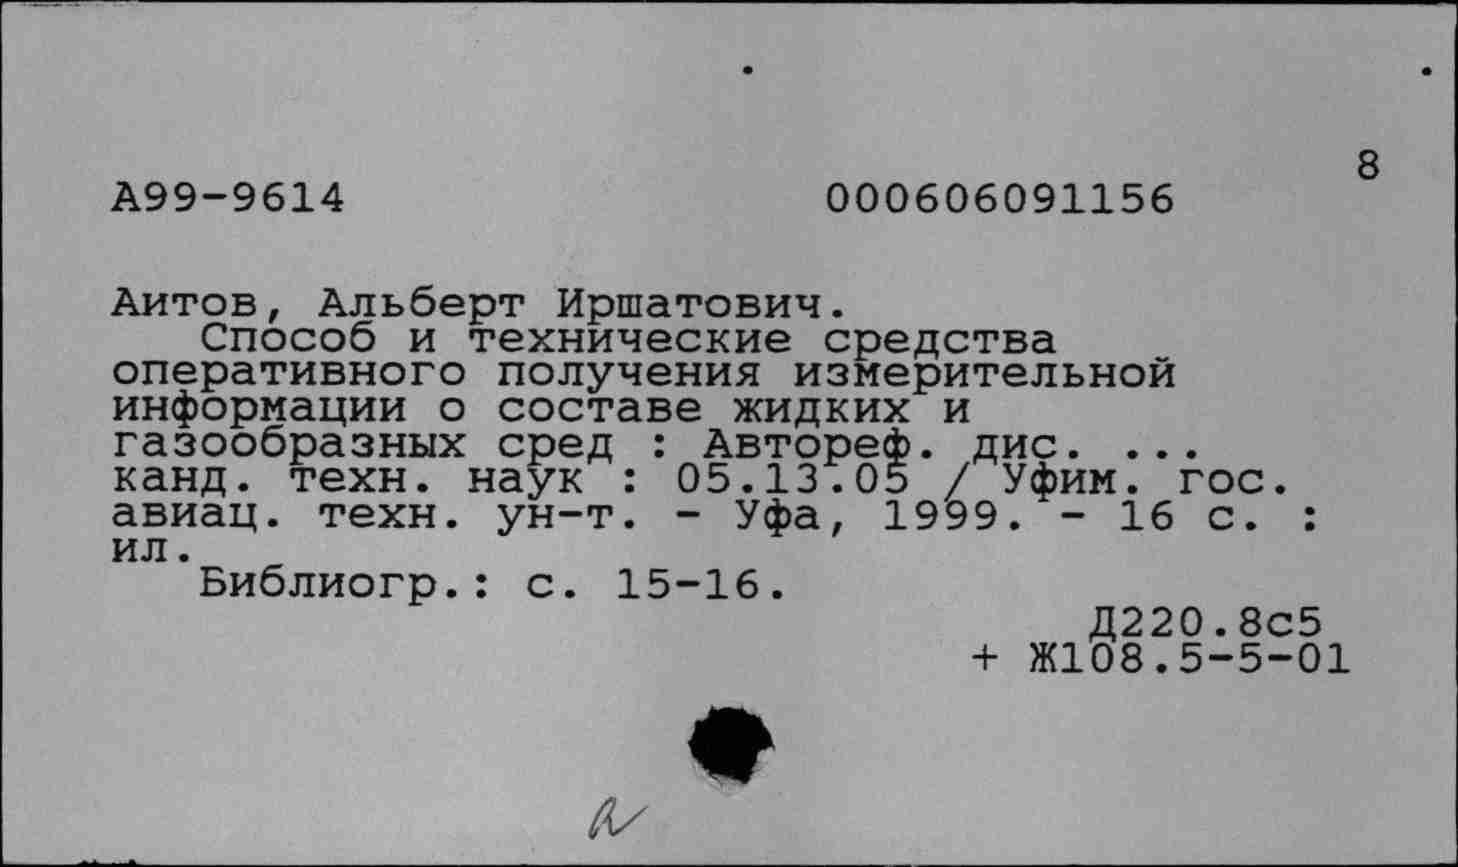 8
А99-9614 000606091156
Аитов, Альберт Иршатович.
Способ и технические средства
оперативного получения измерительной
информации о составе жидких и
газообразных сред : Автореф. дис. ...
канд. техн. наук : 05.13.05 / Уфим. гос.
авиац. техн. ун-т. - Уфа, 1999. - 16 с. :
ил.
Библиогр.: с. 15-16.
Д220.8с5
+ Ж108.5-5-01